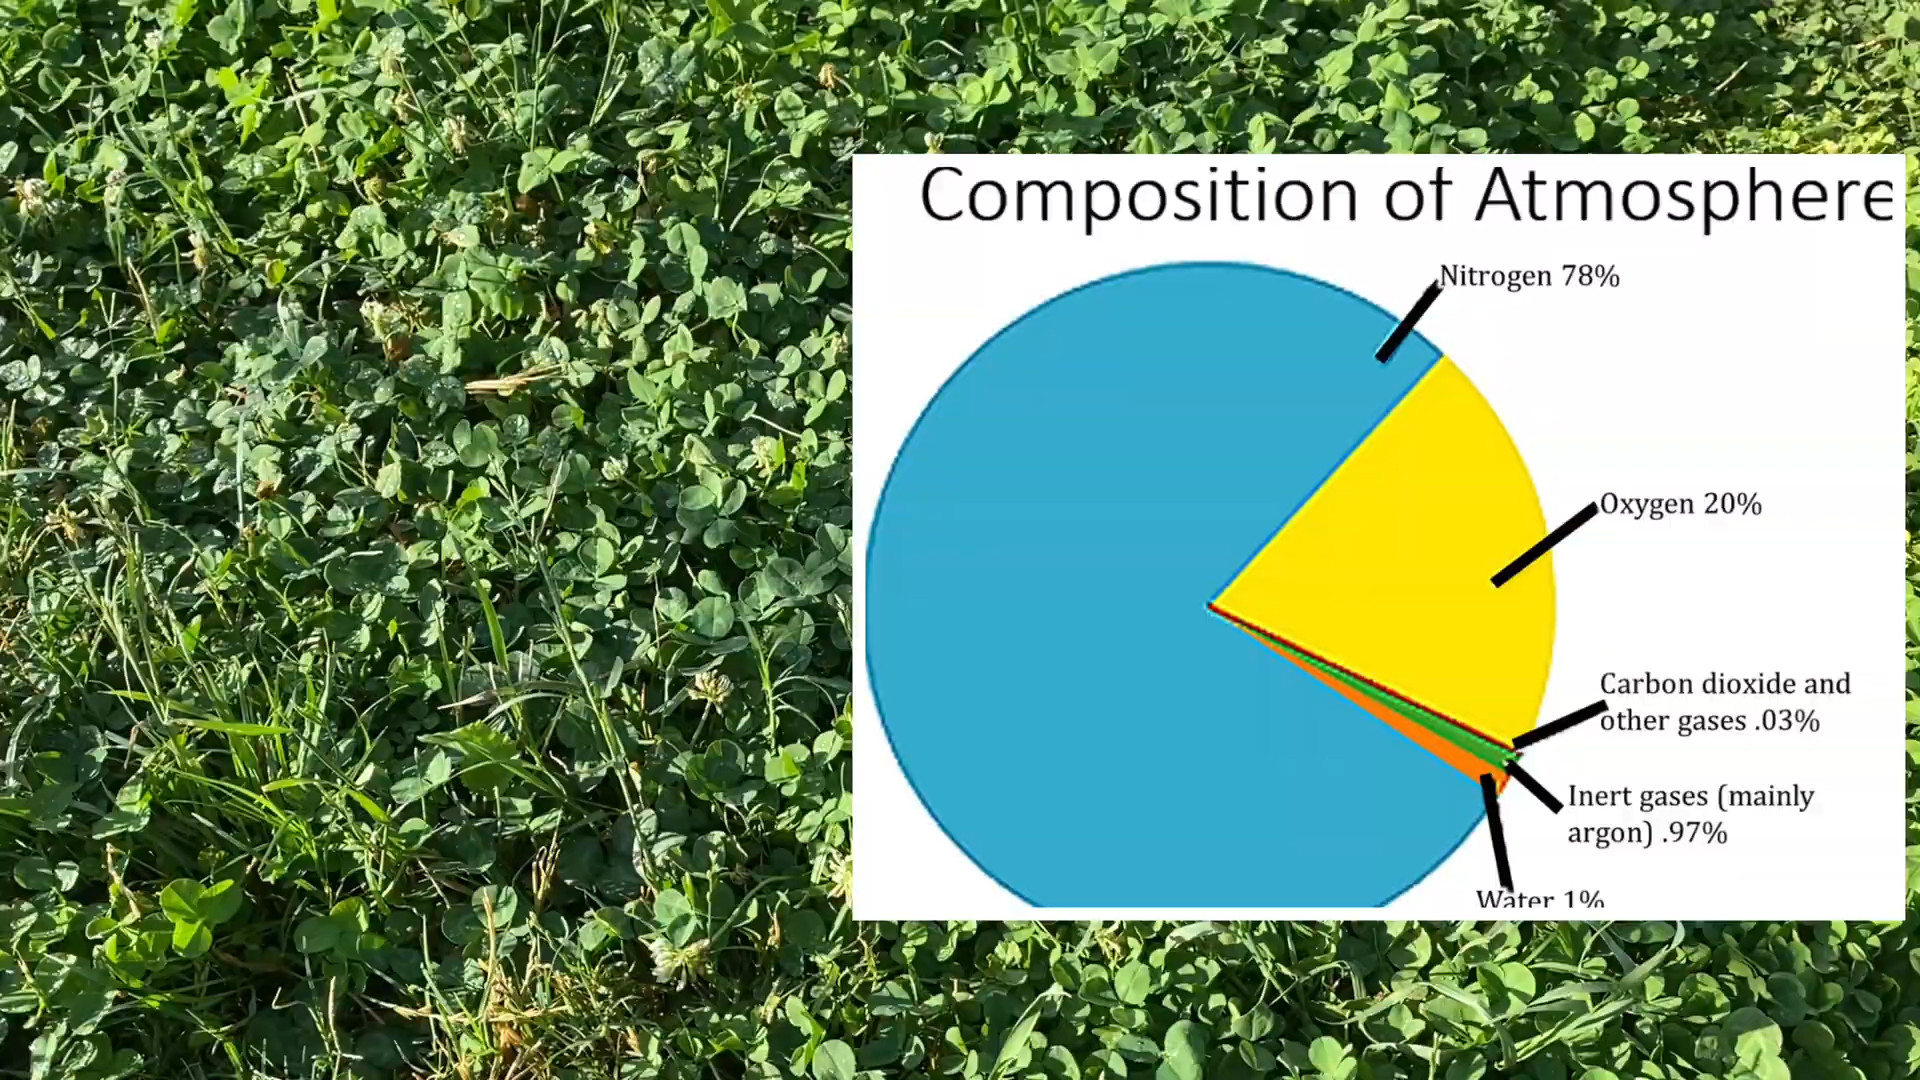 Composition of Atmosphere
Nitrogen 78%
Oxygen 20%
Carbon dioxide and
other gases .03%
Inert gases (mainly
argon) .97%
Water 1%